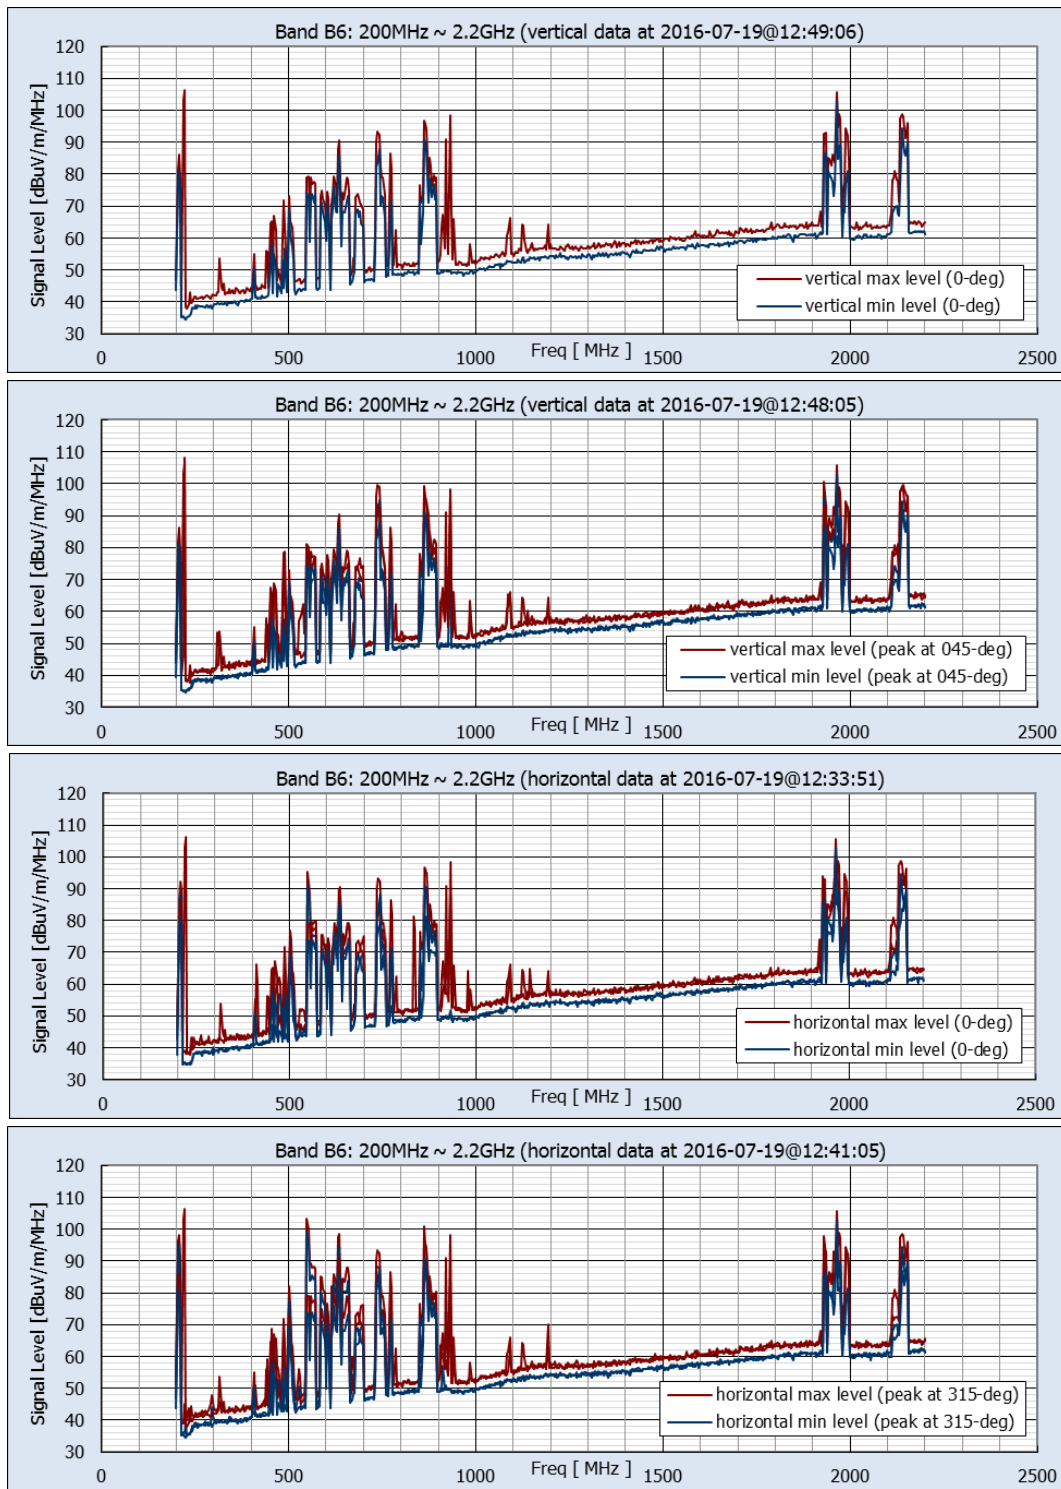 Band B6: 200MHz ~ 2.2GHz (vertical data at 2016-07-19@12:49:06)
Signal Level [dBuV/m/MHz]
120
110
100
90
80
70
60
50
40
30
vertical max level (0-deg)
vertical min level (0-deg)
0 500 1000 1500 2000 2500
Freq [ MHz ]
Band B6: 200MHz ~ 2.2GHz (vertical data at 2016-07-19@12:48:05)
Signal Level [dBuV/m/MHz]
120
110
100
90
80
70
60
50
40
30
vertical max level (peak at 045-deg)
vertical min level (peak at 045-deg)
0 500 1000 1500 2000 2500
Freq [ MHz ]
Band B6: 200MHz ~ 2.2GHz (horizontal data at 2016-07-19@12:33:51)
Signal Level [dBuV/m/MHz]
120
110
100
90
80
70
60
50
40
30
horizontal max level (0-deg)
horizontal min level (0-deg)
0 500 1000 1500 2000 2500
Freq [ MHz ]
Band B6: 200MHz ~ 2.2GHz (horizontal data at 2016-07-19@12:41:05)
Signal Level [dBuV/m/MHz]
120
110
100
90
80
70
60
50
40
30
horizontal max level (peak at 315-deg)
horizontal min level (peak at 315-deg)
0 500 1000 1500 2000 2500
Freq [ MHz ]